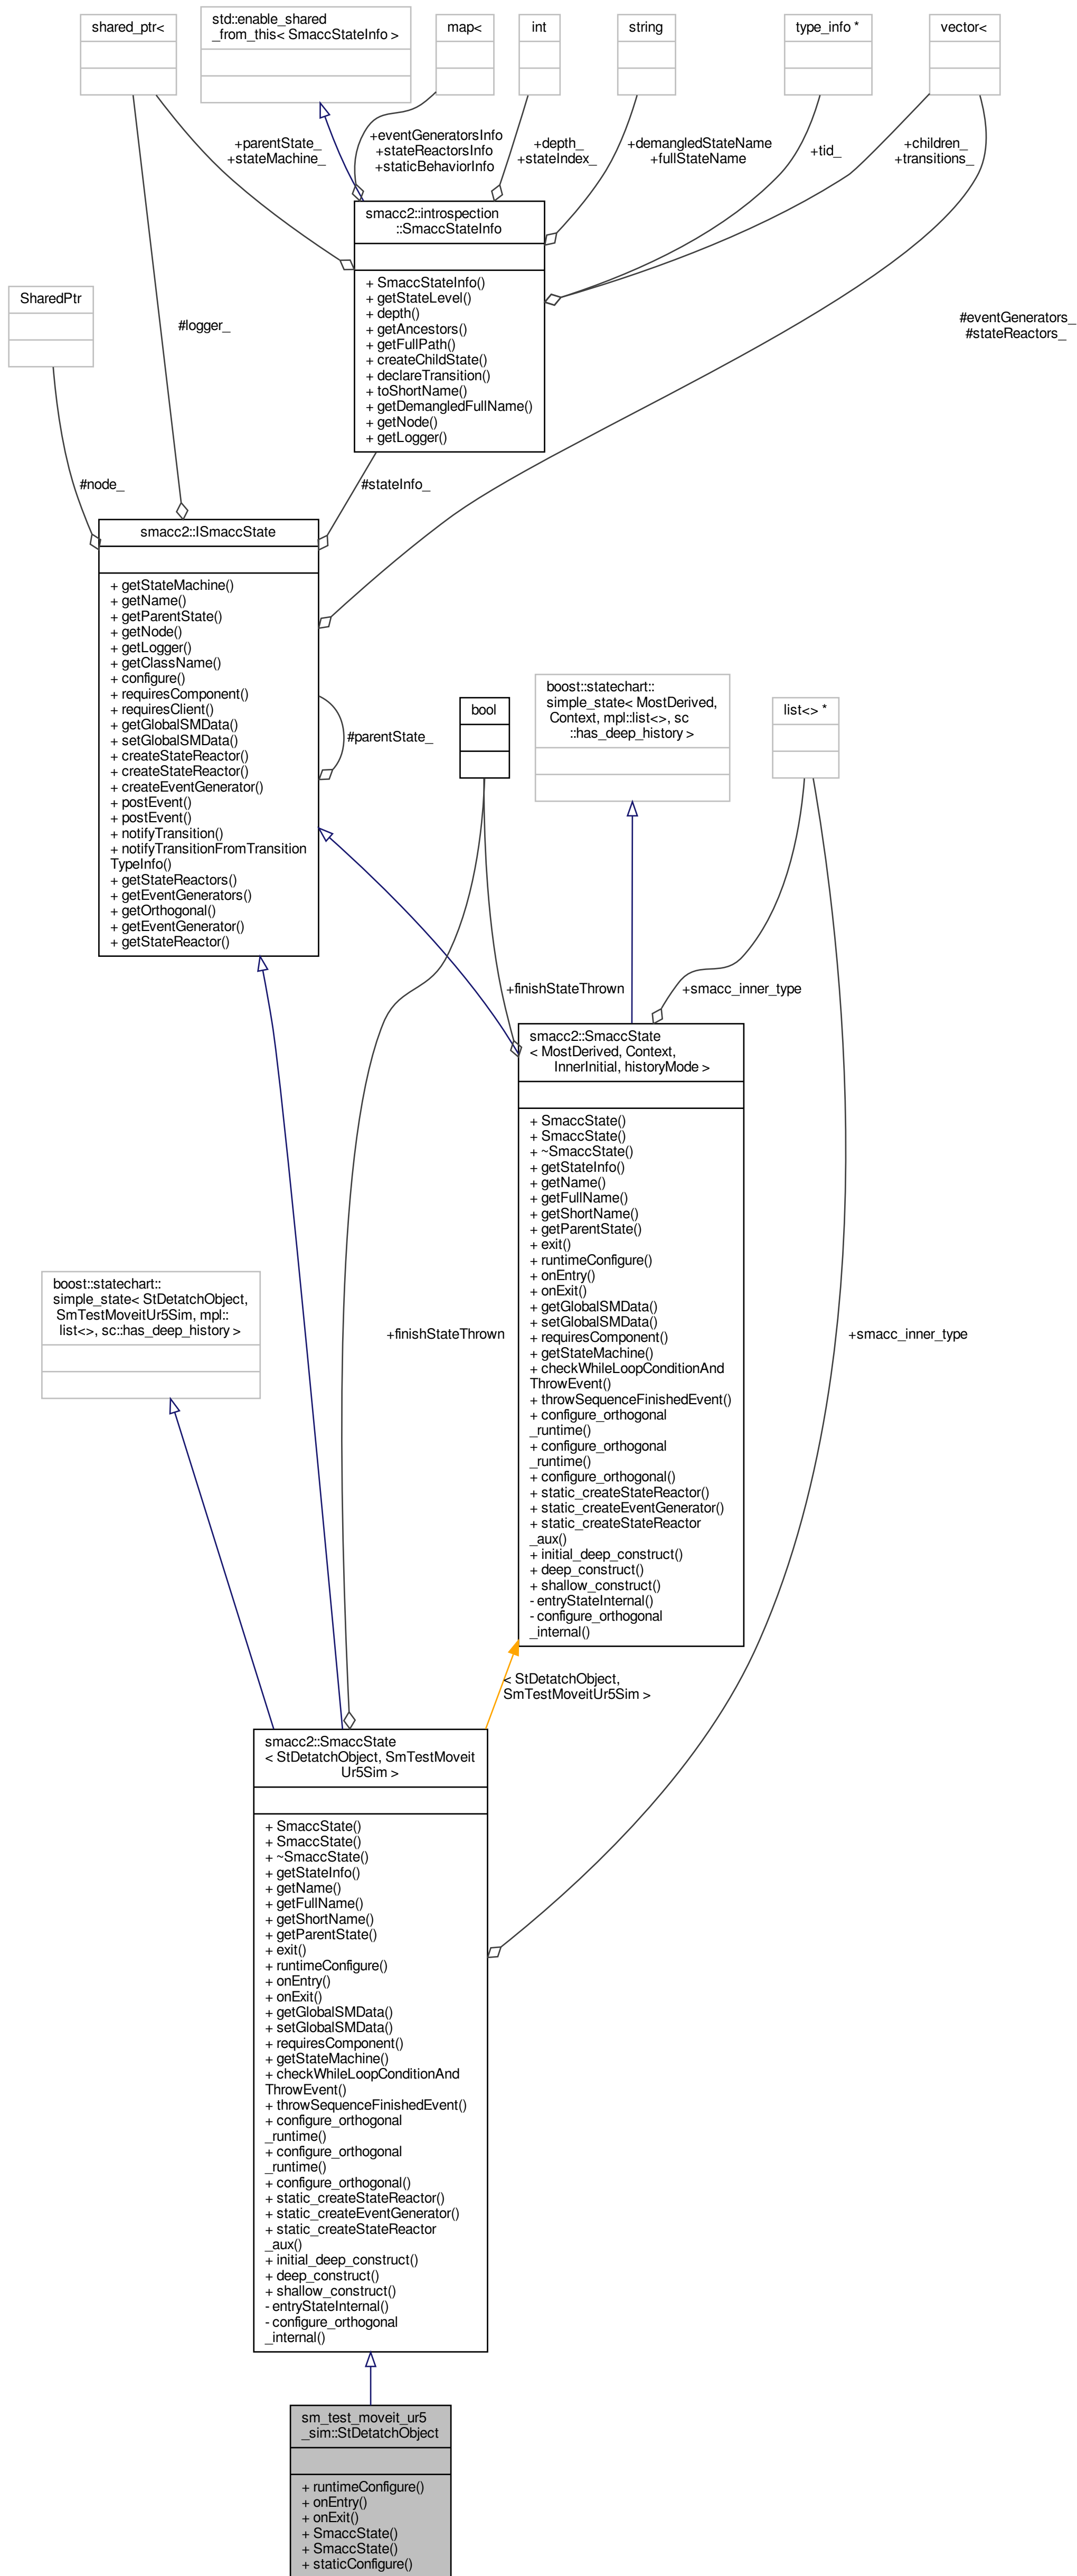 shared_ptr<
std::enable_shared
_from_this< SmaccStateInfo >
map<
int
string
type_info *
vector<
+parentState_
+stateMachine_
+eventGeneratorsInfo
+stateReactorsInfo
+staticBehaviorInfo
+depth_
+stateIndex_
+demangledStateName
+fullStateName
+tid_
+children_
+transitions_
smacc2::introspection
::SmaccStateInfo
+ SmaccStateInfo()
+ getStateLevel()
+ depth()
+ getAncestors()
+ getFullPath()
+ createChildState()
+ declareTransition()
+ toShortName()
+ getDemangledFullName()
+ getNode()
+ getLogger()
SharedPtr
#logger_
#eventGenerators_
#stateReactors_
#node_
#stateInfo_
smacc2::ISmaccState
+ getStateMachine()
+ getName()
+ getParentState()
+ getNode()
+ getLogger()
+ getClassName()
+ configure()
+ requiresComponent()
+ requiresClient()
+ getGlobalSMData()
+ setGlobalSMData()
+ createStateReactor()
+ createStateReactor()
+ createEventGenerator()
+ postEvent()
+ postEvent()
+ notifyTransition()
+ notifyTransitionFromTransition
TypeInfo()
+ getStateReactors()
+ getEventGenerators()
+ getOrthogonal()
+ getEventGenerator()
+ getStateReactor()
#parentState_
bool
boost::statechart::
simple_state< MostDerived,
Context, mpl::list<>, sc
::has_deep_history >
list<> *
+finishStateThrown
+smacc_inner_type
smacc2::SmaccState
< MostDerived, Context,
InnerInitial, historyMode >
+ SmaccState()
+ SmaccState()
+ ~SmaccState()
+ getStateInfo()
+ getName()
+ getFullName()
+ getShortName()
+ getParentState()
+ exit()
+ runtimeConfigure()
+ onEntry()
+ onExit()
+ getGlobalSMData()
+ setGlobalSMData()
+ requiresComponent()
+ getStateMachine()
+ checkWhileLoopConditionAnd
ThrowEvent()
+ throwSequenceFinishedEvent()
+ configure_orthogonal
_runtime()
+ configure_orthogonal
_runtime()
+ configure_orthogonal()
+ static_createStateReactor()
+ static_createEventGenerator()
+ static_createStateReactor
_aux()
+ initial_deep_construct()
+ deep_construct()
+ shallow_construct()
- entryStateInternal()
- configure_orthogonal
_internal()
boost::statechart::
simple_state< StDetatchObject,
SmTestMoveitUr5Sim, mpl::
list<>, sc::has_deep_history >
+finishStateThrown
+smacc_inner_type
< StDetatchObject,
SmTestMoveitUr5Sim >
smacc2::SmaccState
< StDetatchObject, SmTestMoveit
Ur5Sim >
+ SmaccState()
+ SmaccState()
+ ~SmaccState()
+ getStateInfo()
+ getName()
+ getFullName()
+ getShortName()
+ getParentState()
+ exit()
+ runtimeConfigure()
+ onEntry()
+ onExit()
+ getGlobalSMData()
+ setGlobalSMData()
+ requiresComponent()
+ getStateMachine()
+ checkWhileLoopConditionAnd
ThrowEvent()
+ throwSequenceFinishedEvent()
+ configure_orthogonal
_runtime()
+ configure_orthogonal
_runtime()
+ configure_orthogonal()
+ static_createStateReactor()
+ static_createEventGenerator()
+ static_createStateReactor
_aux()
+ initial_deep_construct()
+ deep_construct()
+ shallow_construct()
- entryStateInternal()
- configure_orthogonal
_internal()
sm_test_moveit_ur5
_sim::StDetatchObject
+ runtimeConfigure()
+ onEntry()
+ onExit()
+ SmaccState()
+ SmaccState()
+ staticConfigure()